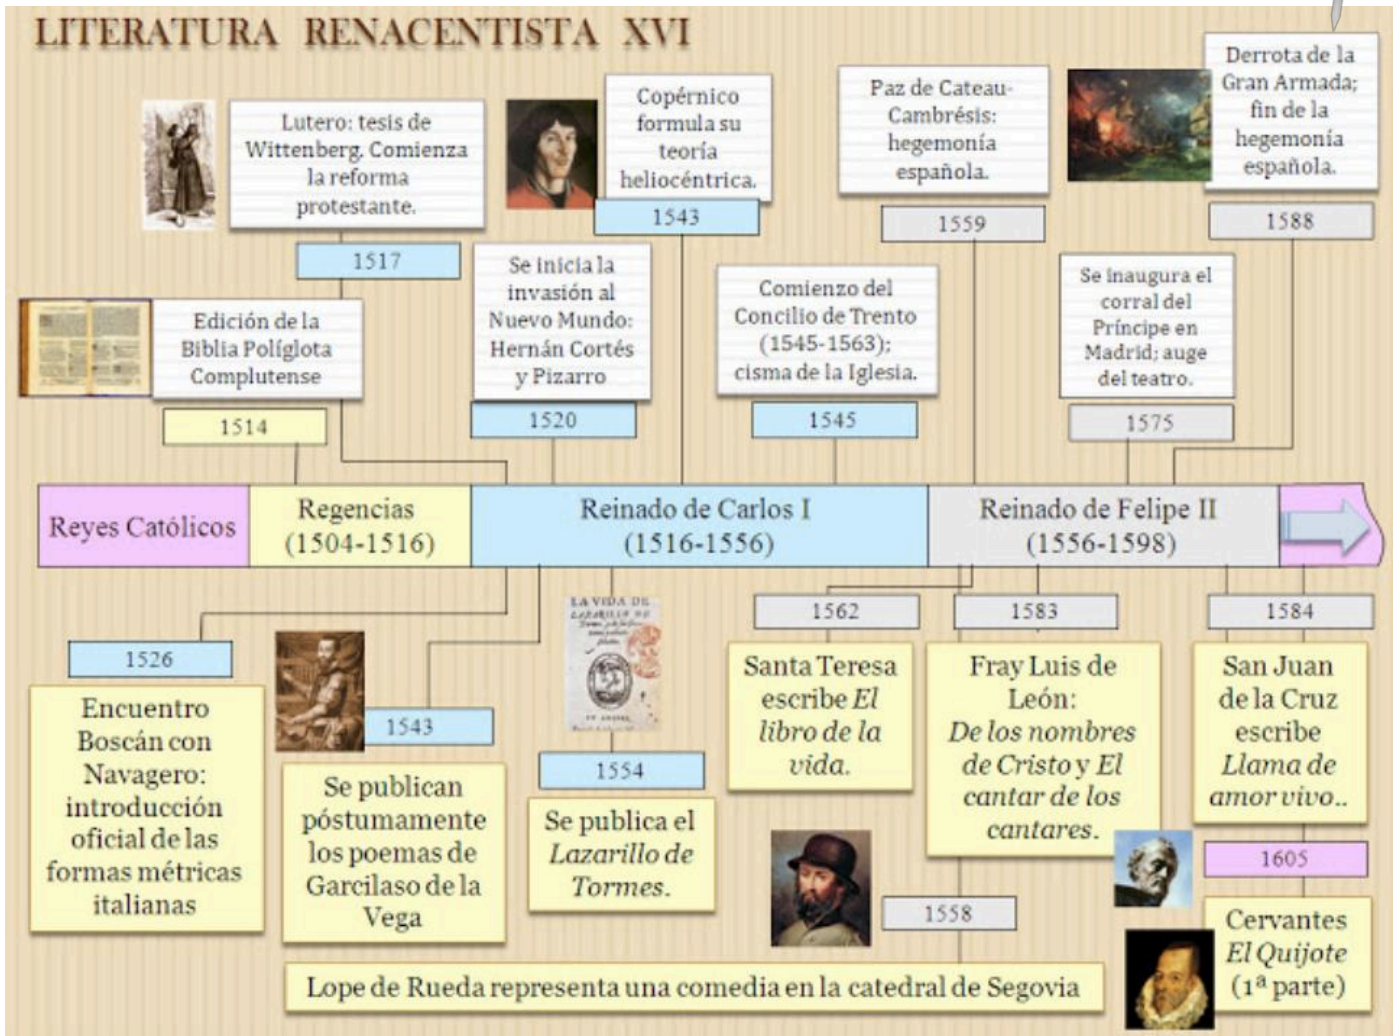 LITERATURA RENACENTISTA XVI
Lutero: tesis de
Wittenberg. Comienza
la reforma
protestante.
1517
Copérnico
formula su
teoría
heliocéntrica.
1543
Paz de Cateau-
Cambrésis:
hegemonía
española.
1559
Derrota de la
Gran Armada;
fin de la
hegemonía
española.
1588
Edición de la
Biblia Políglota
Complutense
1514
Se inicia la
invasión al
Nuevo Mundo:
Hernán Cortés
y Pizarro
1520
Comienzo del
Concilio de Trento
(1545-1563);
cisma de la Iglesia.
1545
Se inaugura el
corral del
Príncipe en
Madrid; auge
del teatro.
1575
Reyes Católicos
Regencias
(1504-1516)
Reinado de Carlos I
(1516-1556)
Reinado de Felipe II
(1556-1598)
1526
Encuentro
Boscán con
Navagero:
introducción
oficial de las
formas métricas
italianas
1543
Se publican
póstumamente
los poemas de
Garcilaso de la
Vega
LA VIDA DE
LAZARILLO DE
1554
Se publica el
Lazarillo de
Tormes.
1562
Santa Teresa
escribe El
libro de la
vida.
1583
Fray Luis de
León:
De los nombres
de Cristo y El
cantar de los
cantares.
1584
San Juan
de la Cruz
escribe
Llama de
amor vivo..
1558
Lope de Rueda representa una comedia en la catedral de Segovia
1605
Cervantes
El Quijote
(1ª parte)